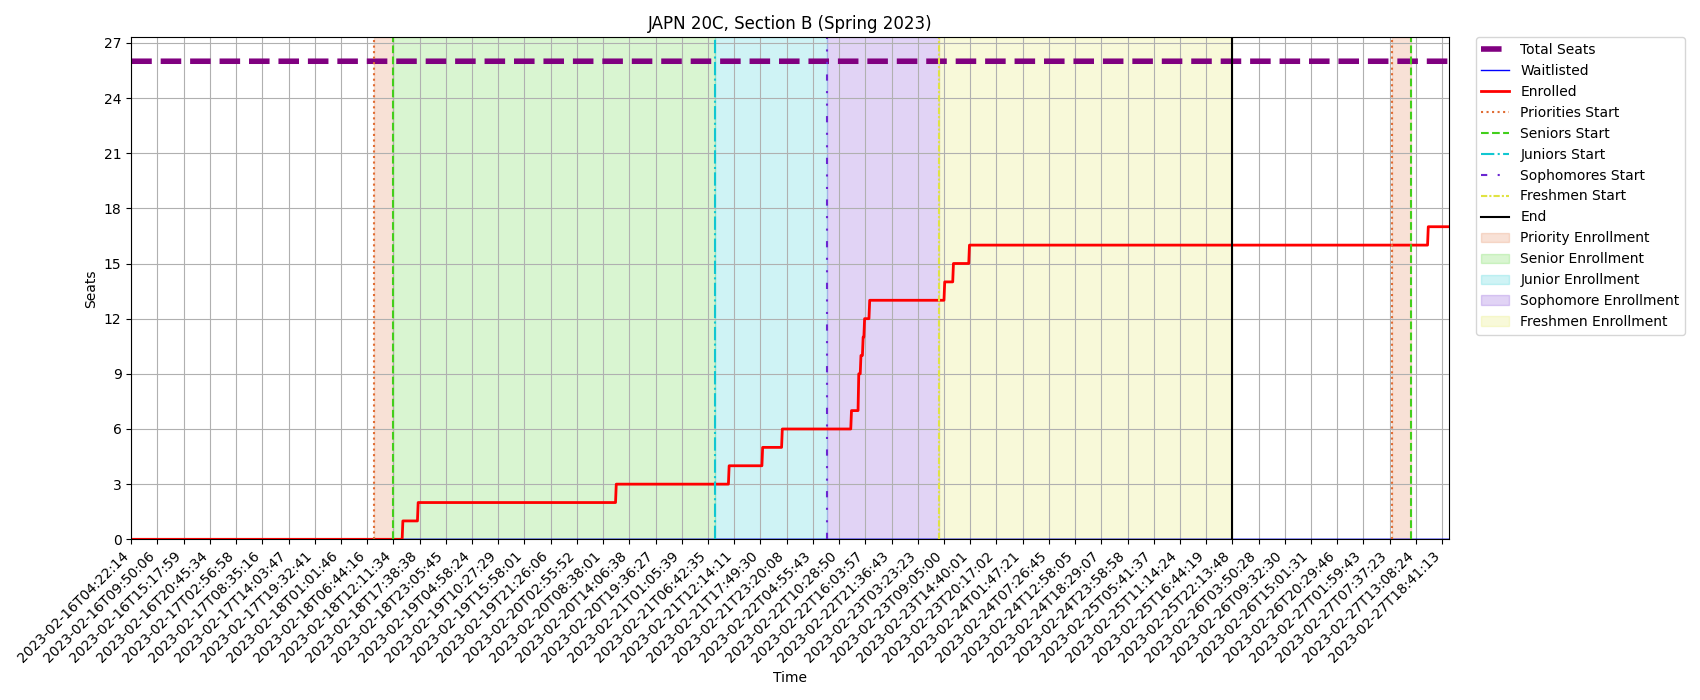 JAPN 20C, Section B (Spring 2023)
27
24
21
18
15
12
9
6
3
0
Seats
2023-02-16T04:22:14
2023-02-16T09:50:06
2023-02-16T15:17:59
2023-02-16T20:45:34
2023-02-17T02:56:58
2023-02-17T08:35:16
2023-02-17T14:03:47
2023-02-17T19:32:41
2023-02-18T01:01:46
2023-02-18T06:44:16
2023-02-18T12:11:34
2023-02-18T17:38:38
2023-02-18T23:05:45
2023-02-19T04:58:24
2023-02-19T10:27:29
2023-02-19T15:58:01
2023-02-19T21:26:06
2023-02-20T02:55:52
2023-02-20T08:38:01
2023-02-20T14:06:38
2023-02-20T19:36:27
2023-02-21T01:05:39
2023-02-21T06:42:35
2023-02-21T12:14:11
2023-02-21T17:49:30
2023-02-21T23:20:08
2023-02-22T04:55:43
2023-02-22T10:28:50
2023-02-22T16:03:57
2023-02-22T21:36:43
2023-02-23T03:23:23
2023-02-23T09:05:00
2023-02-23T14:40:01
2023-02-23T20:17:02
2023-02-24T01:47:21
2023-02-24T07:26:45
2023-02-24T12:58:05
2023-02-24T18:29:07
2023-02-24T23:58:58
2023-02-25T05:41:37
2023-02-25T11:14:24
2023-02-25T16:44:19
2023-02-25T22:13:48
2023-02-26T03:50:28
2023-02-26T09:32:30
2023-02-26T15:01:31
2023-02-26T20:29:46
2023-02-27T01:59:43
2023-02-27T07:37:23
2023-02-27T13:08:24
2023-02-27T18:41:13
Time
Total Seats
Waitlisted
Enrolled
Priorities Start
Seniors Start
Juniors Start
Sophomores Start
Freshmen Start
End
Priority Enrollment
Senior Enrollment
Junior Enrollment
Sophomore Enrollment
Freshmen Enrollment